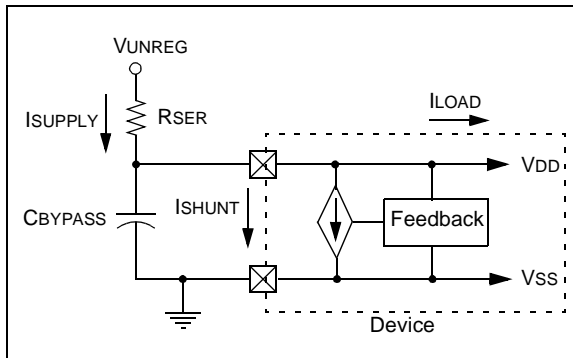 VUNREG
ILOAD
ISUPPLY
RSER
VDD
CBYPASS
ISHUNT
Feedback
VSS
Device